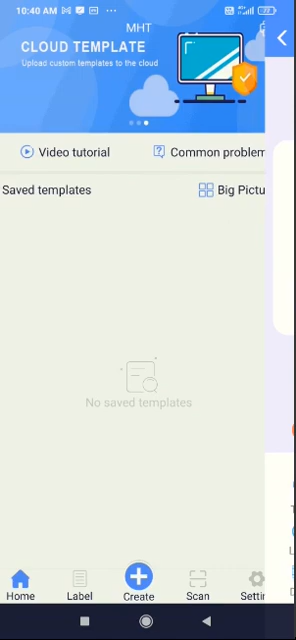 10:40 AM
MHT
CLOUD TEMPLATE
Upload custom templates to the cloud
Video tutorial
Common problem
Saved templates
Big Pictu
No saved templates
Home
Label
Create
Scan
Settin